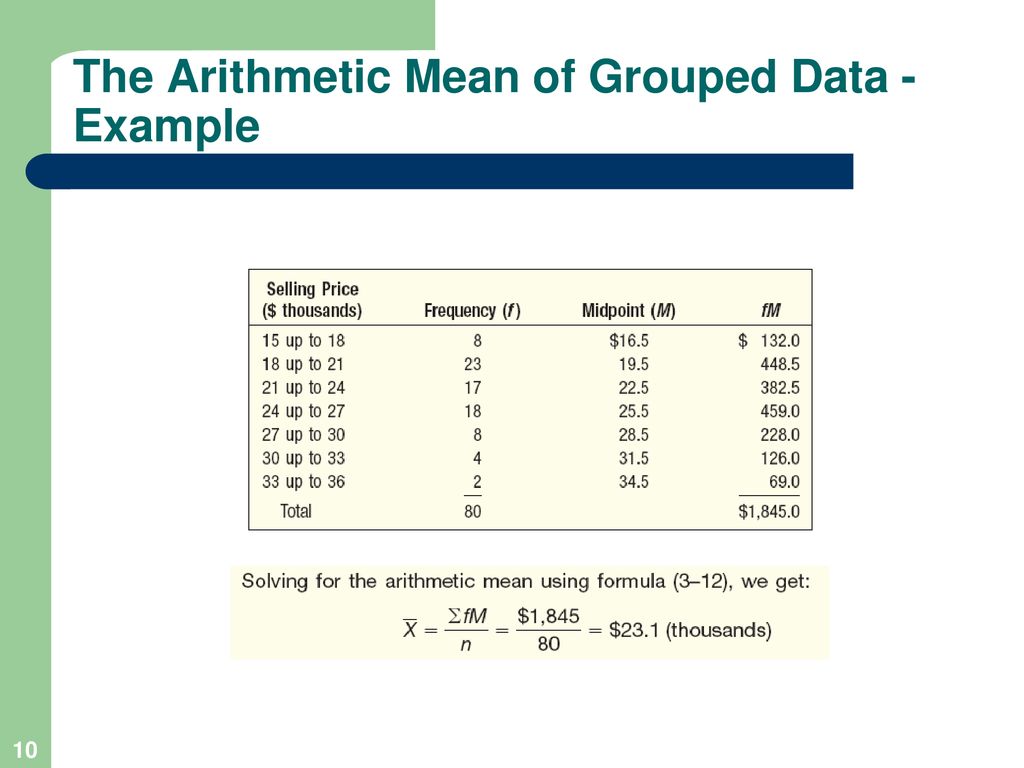 The Arithmetic Mean of Grouped Data -
Example
Selling Price
($ thousands) Frequency (f) Midpoint (M) fM
15 up to 18 8 $16.5 $ 132.0
18 up to 21 23 19.5 448.5
21 up to 24 17 22.5 382.5
24 up to 27 18 25.5 459.0
27 up to 30 8 28.5 228.0
30 up to 33 4 31.5 126.0
33 up to 36 2 34.5 69.0
Total 80 $1,845.0
Solving for the arithmetic mean using formula (3–12), we get:
X̅ = ΣfM / n = $1,845 / 80 = $23.1 (thousands)
10